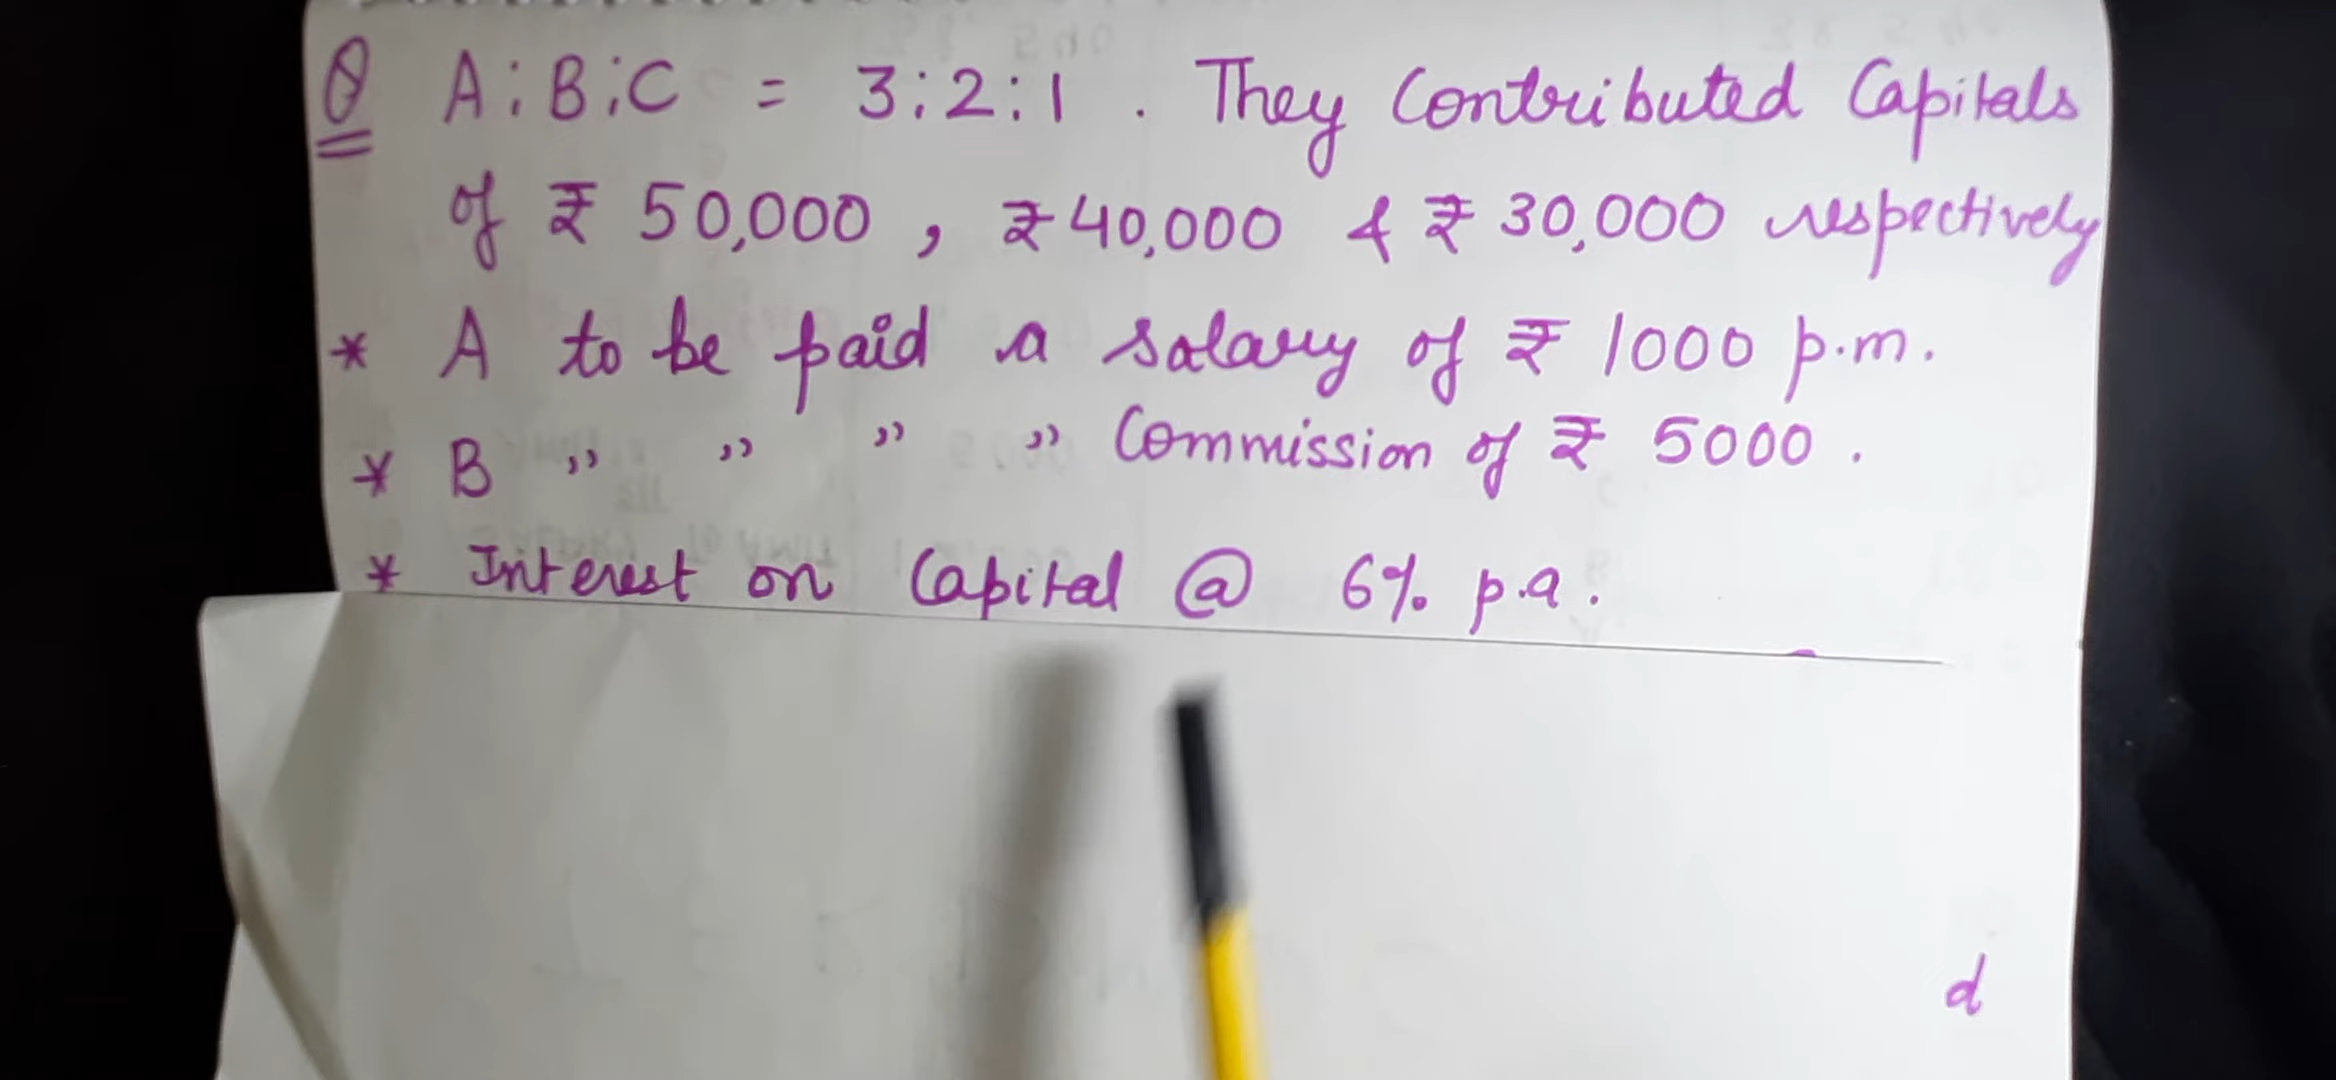 Q A:B:C = 3:2:1 . They Contributed Capitals
of ₹ 50,000 , ₹ 40,000 & ₹ 30,000 respectively
* A to be paid a salary of ₹ 1000 p.m.
* B ,, ,, ,, ,, Commission of ₹ 5000 .
* Interest on Capital @ 6% p.a.
d